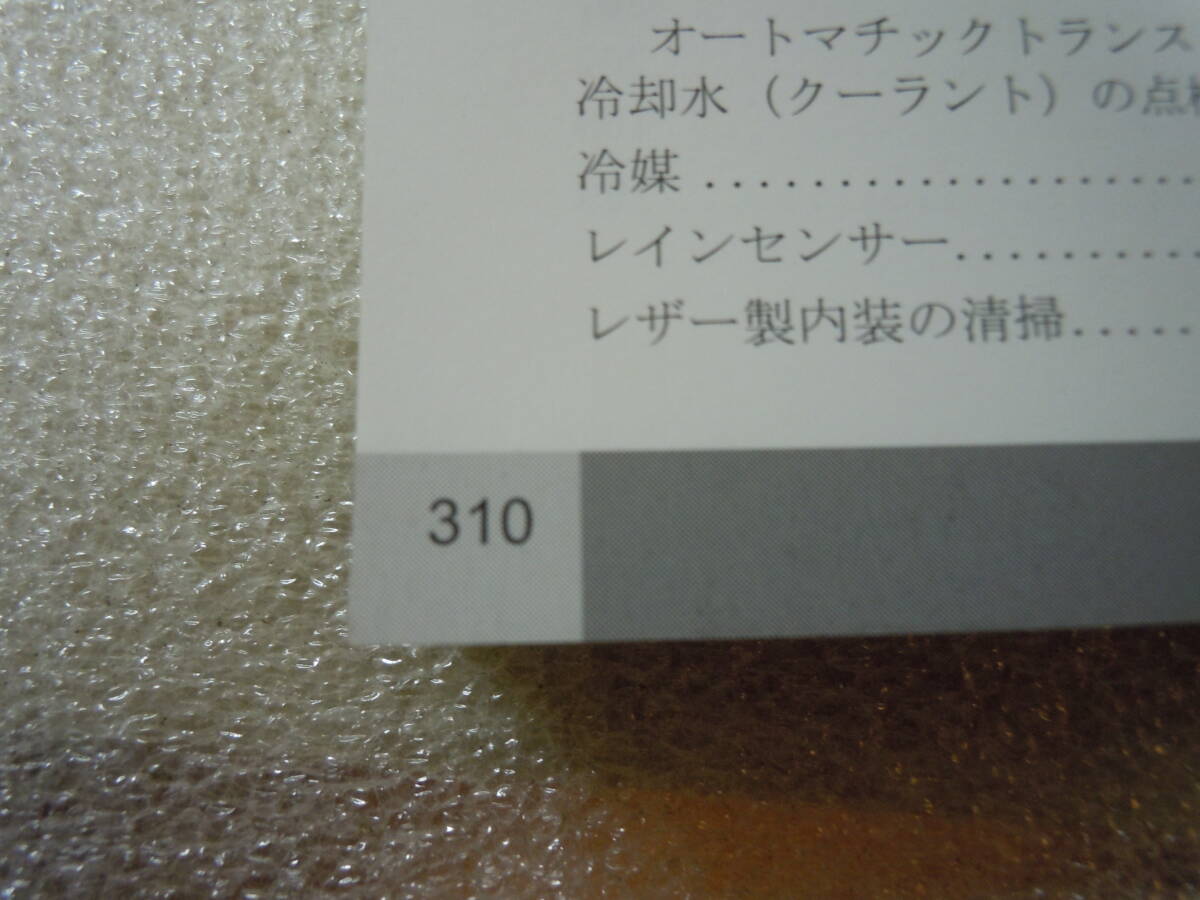 オートマチックトランス
冷却水（クーラント）の点検
冷媒 ....................
レインセンサー..........
レザー製内装の清掃.....
310